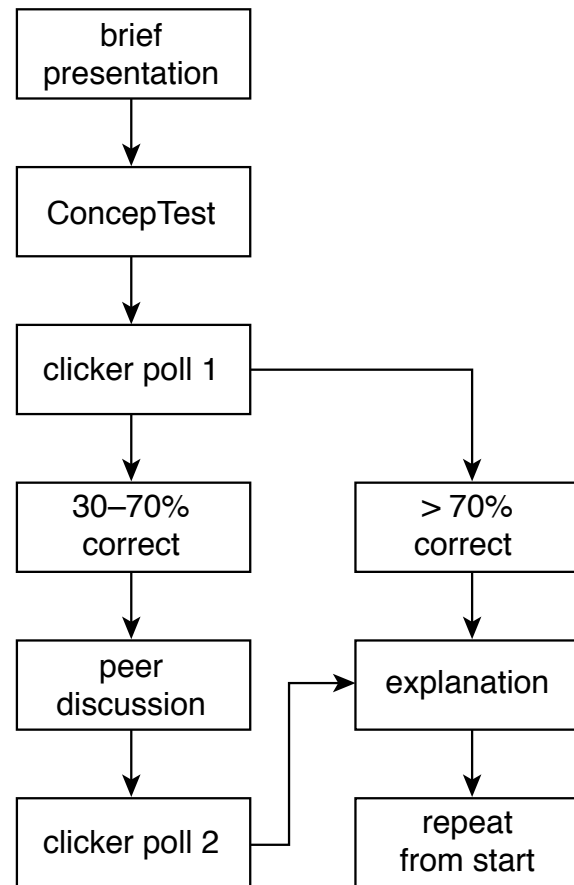 brief
presentation
ConcepTest
clicker poll 1
30–70%
correct
> 70%
correct
peer
discussion
explanation
clicker poll 2
repeat
from start